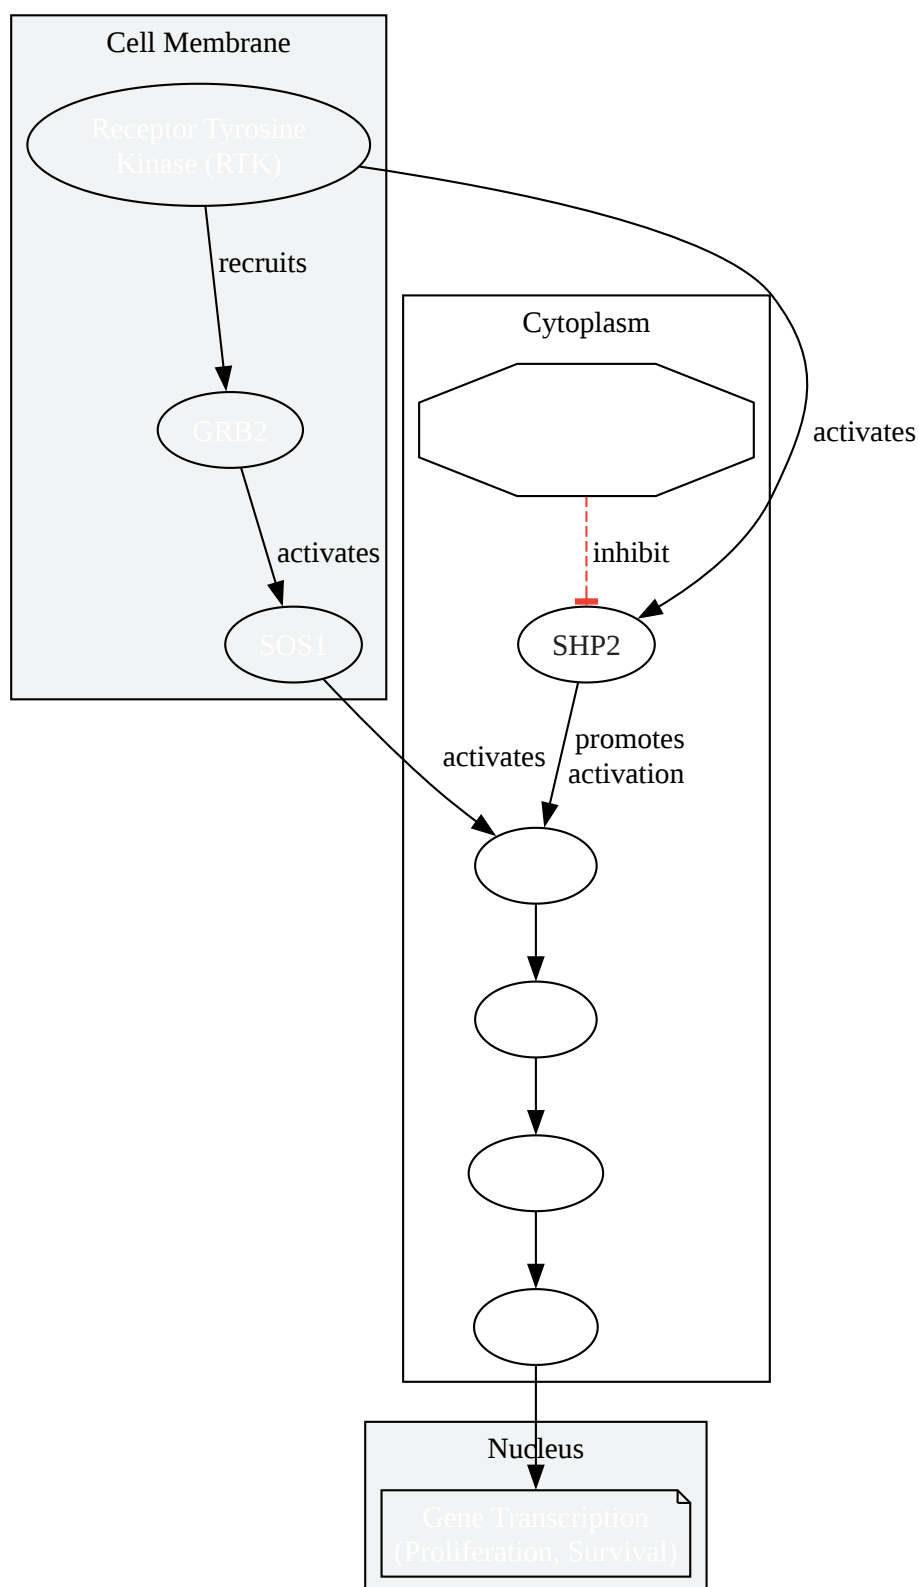 Cell Membrane
Receptor Tyrosine
Kinase (RTK)
recruits
GRB2
activates
SOS1
Cytoplasm
activates
inhibit
SHP2
activates
promotes
activation
Nucleus
Gene Transcription
(Proliferation, Survival)